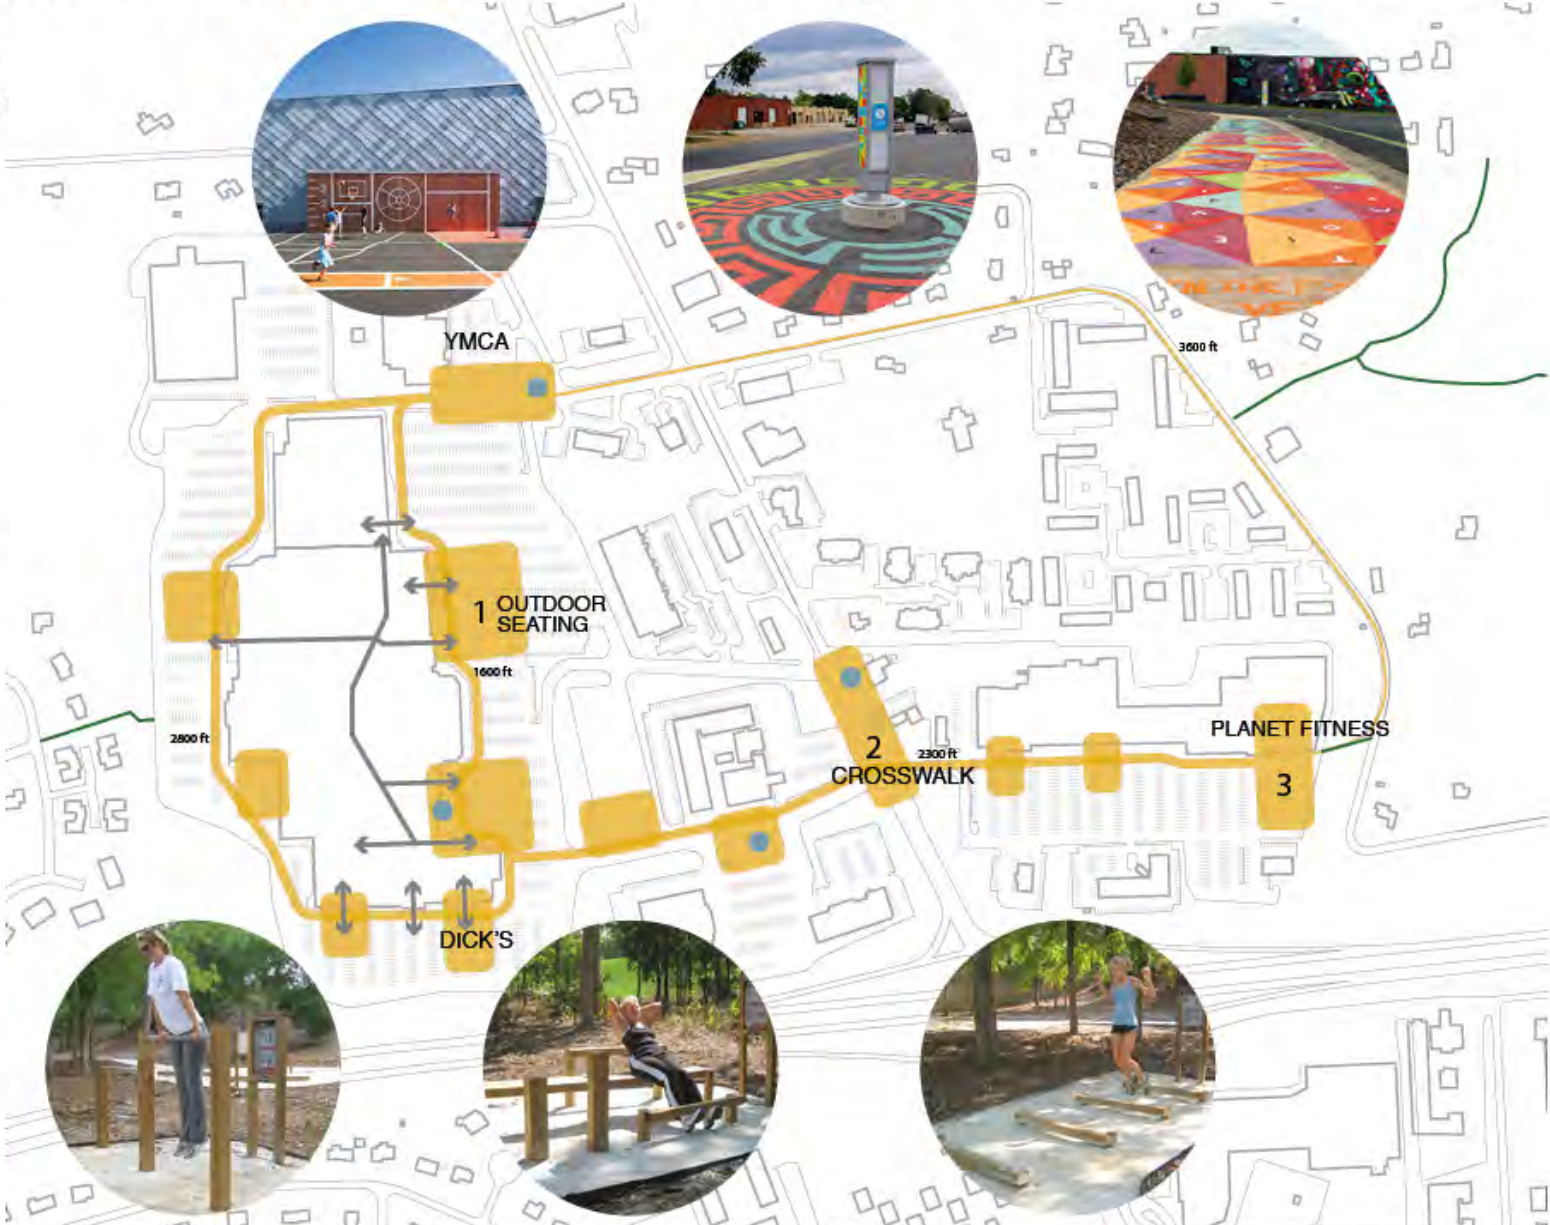 YMCA
3600 ft
1 OUTDOOR
SEATING
1600 ft
2800 ft
PLANET FITNESS
2
2300 ft
CROSSWALK
3
DICK'S